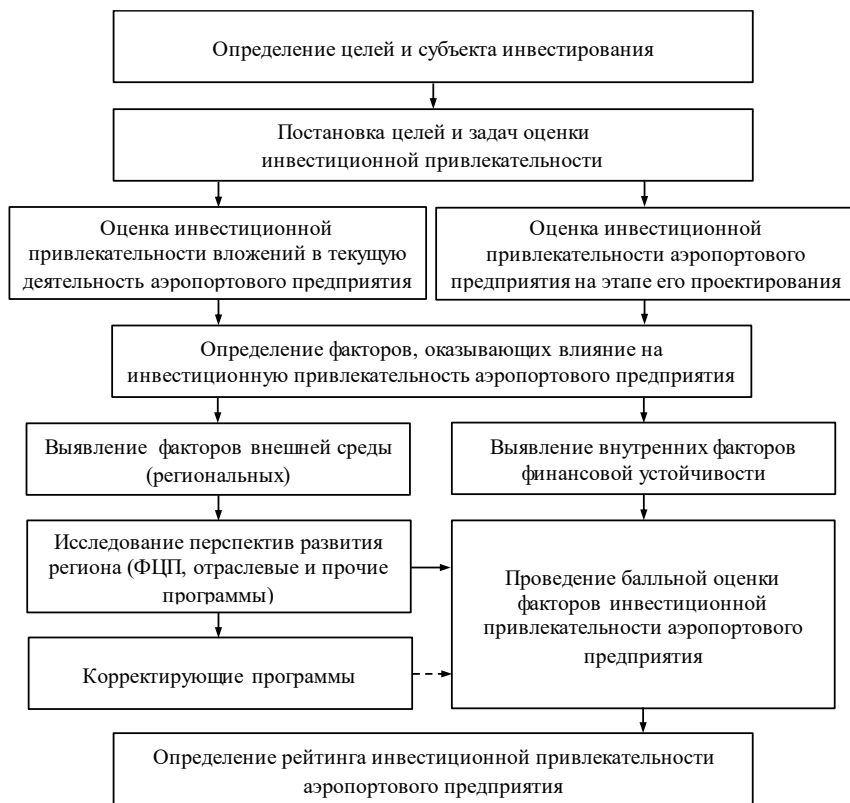 Определение целей и субъекта инвестирования
Постановка целей и задач оценки
инвестиционной привлекательности
Оценка инвестиционной
привлекательности вложений в текущую
деятельность аэропортового предприятия
Оценка инвестиционной
привлекательности аэропортового
предприятия на этапе его проектирования
Определение факторов, оказывающих влияние на
инвестиционную привлекательность аэропортового предприятия
Выявление факторов внешней среды
(региональных)
Выявление внутренних факторов
финансовой устойчивости
Исследование перспектив развития
региона (ФЦП, отраслевые и прочие
программы)
Проведение балльной оценки
факторов инвестиционной
привлекательности аэропортового
предприятия
Корректирующие программы
Определение рейтинга инвестиционной привлекательности
аэропортового предприятия